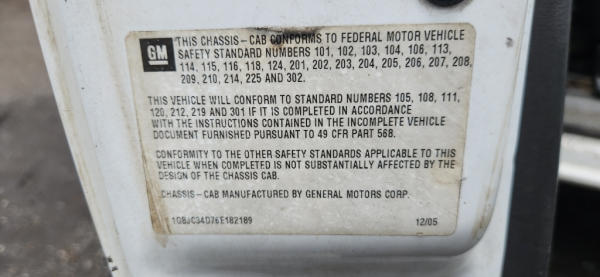 GM
THIS CHASSIS-CAB CONFORMS TO FEDERAL MOTOR VEHICLE
SAFETY STANDARD NUMBERS 101, 102, 103, 104, 106, 113,
114, 115, 116, 118, 124, 201, 202, 203, 204, 205, 206, 207, 208,
209, 210, 214, 225 AND 302.
THIS VEHICLE WILL CONFORM TO STANDARD NUMBERS 105, 108, 111,
120, 212, 219 AND 301 IF IT IS COMPLETED IN ACCORDANCE
WITH THE INSTRUCTIONS CONTAINED IN THE INCOMPLETE VEHICLE
DOCUMENT FURNISHED PURSUANT TO 49 CFR PART 568.
CONFORMITY TO THE OTHER SAFETY STANDARDS APPLICABLE TO THIS
VEHICLE WHEN COMPLETED IS NOT SUBSTANTIALLY AFFECTED BY THE
DESIGN OF THE CHASSIS CAB.
CHASSIS-CAB MANUFACTURED BY GENERAL MOTORS CORP.
1GBJC34D76E182189 12/05